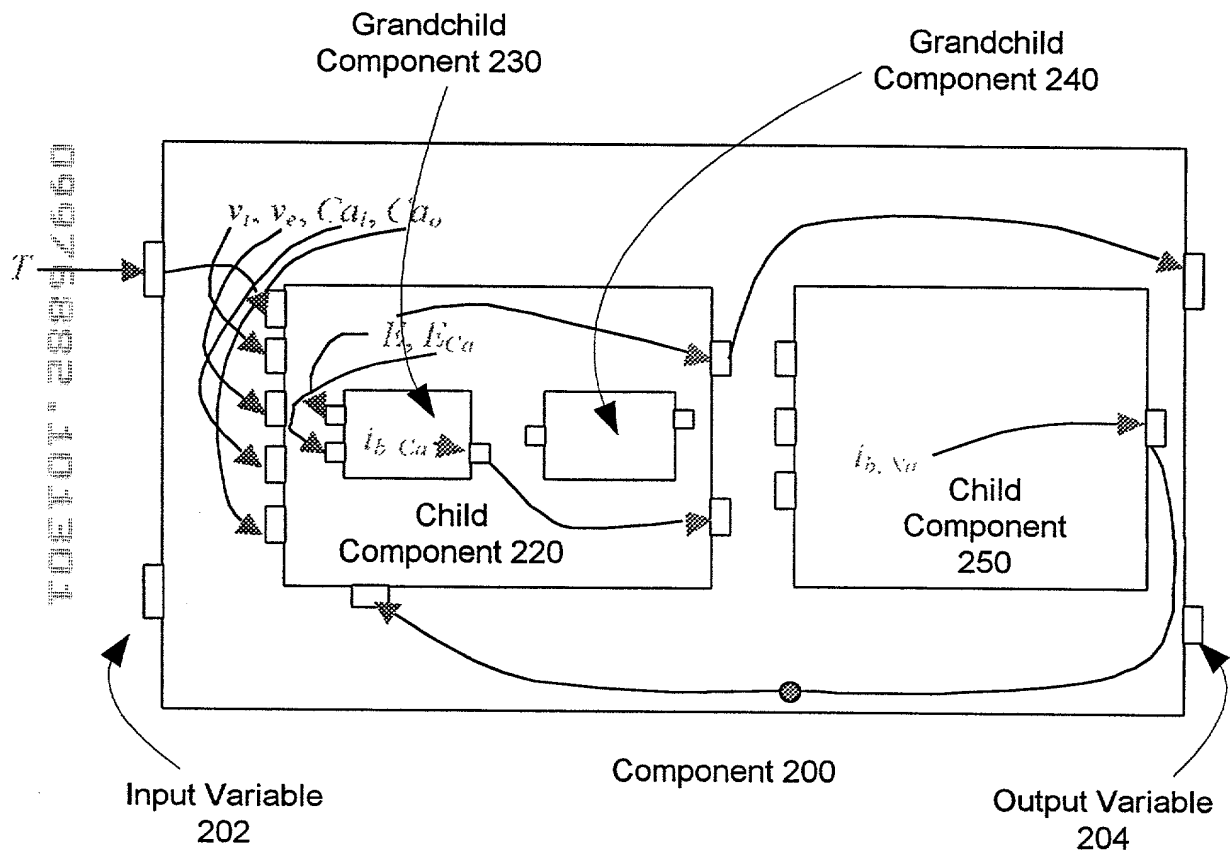 Grandchild
Component 230
Grandchild
Component 240
v_i, v_e, Ca_i, Ca_o
T
E, E_Ca
i_b Ca
i_b, Na
Child
Component 220
Child
Component
250
Component 200
Input Variable
202
Output Variable
204